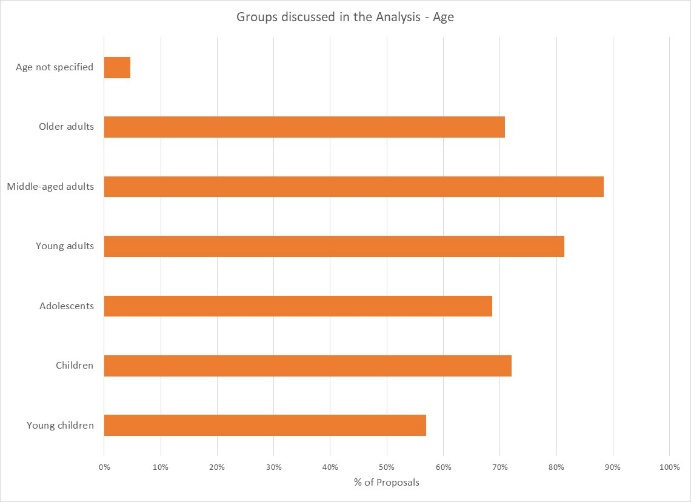 Groups discussed in the Analysis - Age
Age not specified
Older adults
Middle-aged adults
Young adults
Adolescents
Children
Young children
0% 10% 20% 30% 40% 50% 60% 70% 80% 90% 100%
% of Proposals